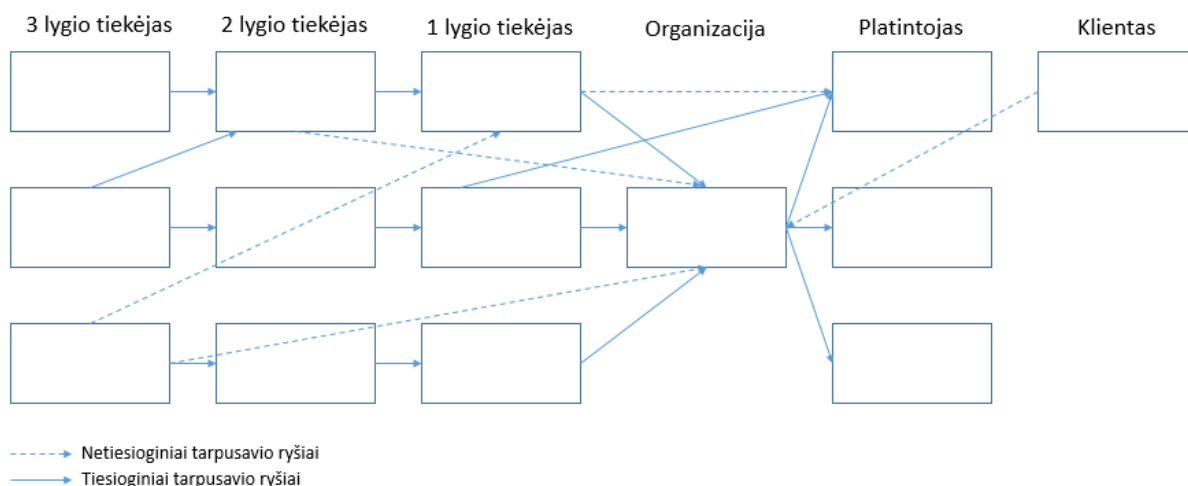 3 lygio tiekėjas
2 lygio tiekėjas
1 lygio tiekėjas
Organizacija
Platintojas
Klientas
Netiesioginiai tarpusavio ryšiai
Tiesioginiai tarpusavio ryšiai